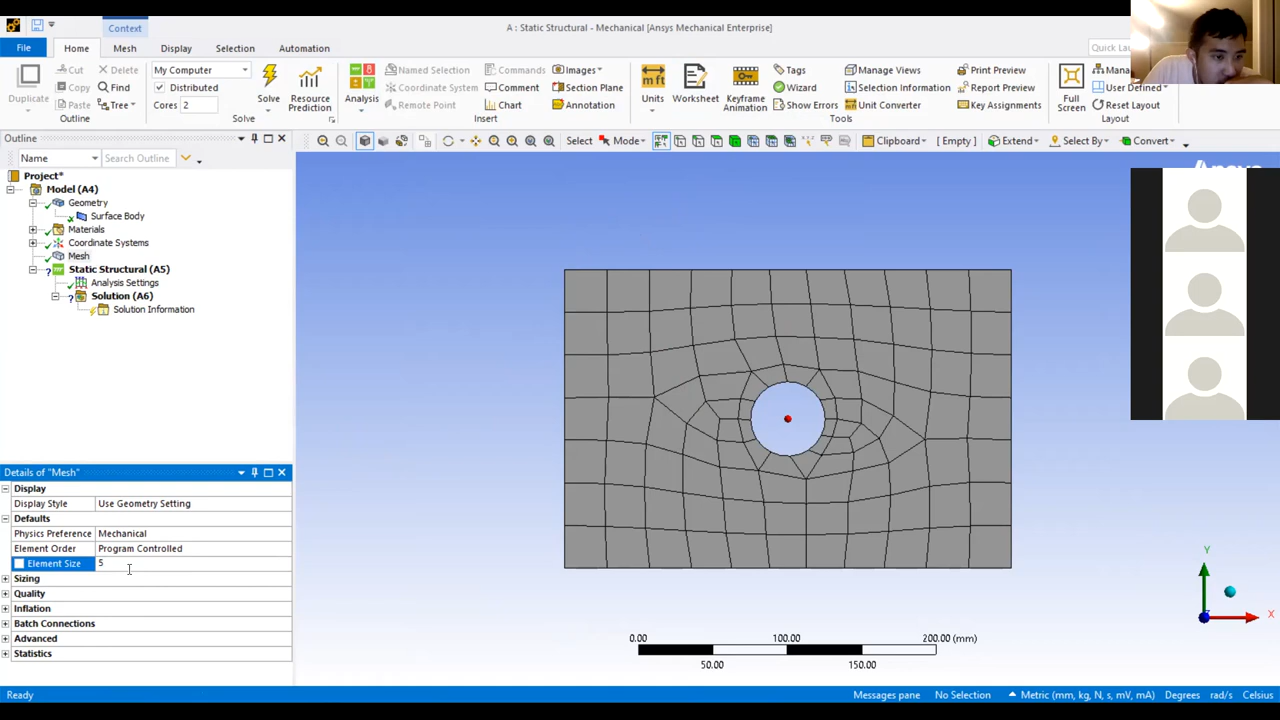 A : Static Structural - Mechanical [Ansys Mechanical Enterprise]
Context
File Home Mesh Display Selection Automation
Duplicate
Cut
Copy
Paste
Delete
Find
Tree
Outline
My Computer
Distributed
Cores 2
Solve
Resource Prediction
Solve
Analysis
Named Selection
Coordinate System
Remote Point
Commands
Comment
Chart
Images
Section Plane
Annotation
Insert
Units
Worksheet
Keyframe Animation
Tags
Wizard
Show Errors
Manage Views
Selection Information
Unit Converter
Print Preview
Report Preview
Key Assignments
Tools
Full Screen
User Defined
Reset Layout
Layout
Outline
Name Search Outline
Select Mode Clipboard [ Empty ] Extend Select By Convert
Project*
Model (A4)
Geometry
Surface Body
Materials
Coordinate Systems
Mesh
Static Structural (A5)
Analysis Settings
Solution (A6)
Solution Information
Details of "Mesh"
Display
Display Style Use Geometry Setting
Defaults
Physics Preference Mechanical
Element Order Program Controlled
Element Size 5
Sizing
Quality
Inflation
Batch Connections
Advanced
Statistics
0.00 100.00 200.00 (mm)
50.00 150.00
Y
X
Ready Messages pane No Selection Metric (mm, kg, N, s, mV, mA) Degrees rad/s Celsius